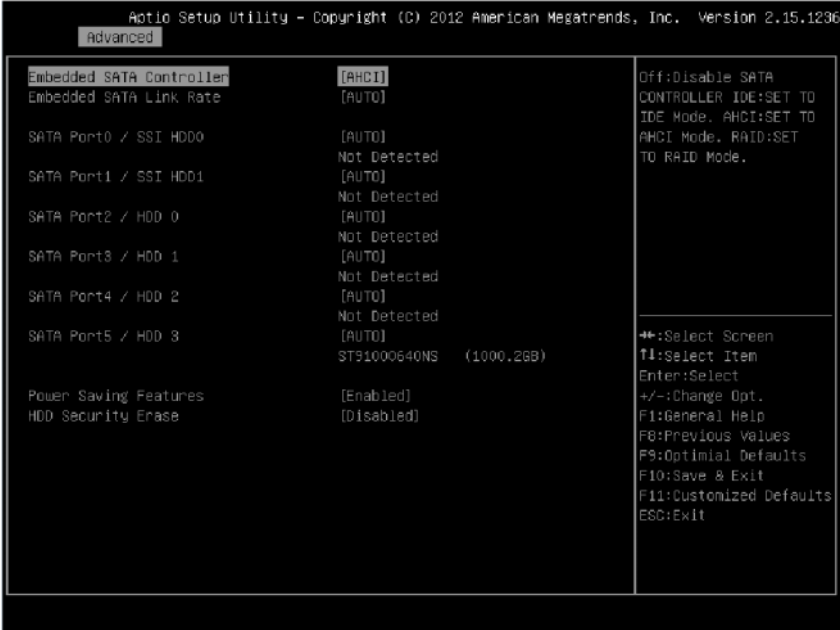 Aptio Setup Utility - Copyright (C) 2012 American Megatrends, Inc. Version 2.15.1236
Advanced
Embedded SATA Controller [AHCI]
Embedded SATA Link Rate [AUTO]
SATA Port0 / SSI HDD0 [AUTO]
Not Detected
SATA Port1 / SSI HDD1 [AUTO]
Not Detected
SATA Port2 / HDD 0 [AUTO]
Not Detected
SATA Port3 / HDD 1 [AUTO]
Not Detected
SATA Port4 / HDD 2 [AUTO]
Not Detected
SATA Port5 / HDD 3 [AUTO]
ST91000640NS (1000.2GB)
Power Saving Features [Enabled]
HDD Security Erase [Disabled]
Off:Disable SATA
CONTROLLER IDE:SET TO
IDE Mode. AHCI:SET TO
AHCI Mode. RAID:SET
TO RAID Mode.
→←:Select Screen
↑↓:Select Item
Enter:Select
+/-:Change Opt.
F1:General Help
F8:Previous Values
F9:Optimial Defaults
F10:Save & Exit
F11:Customized Defaults
ESC:Exit